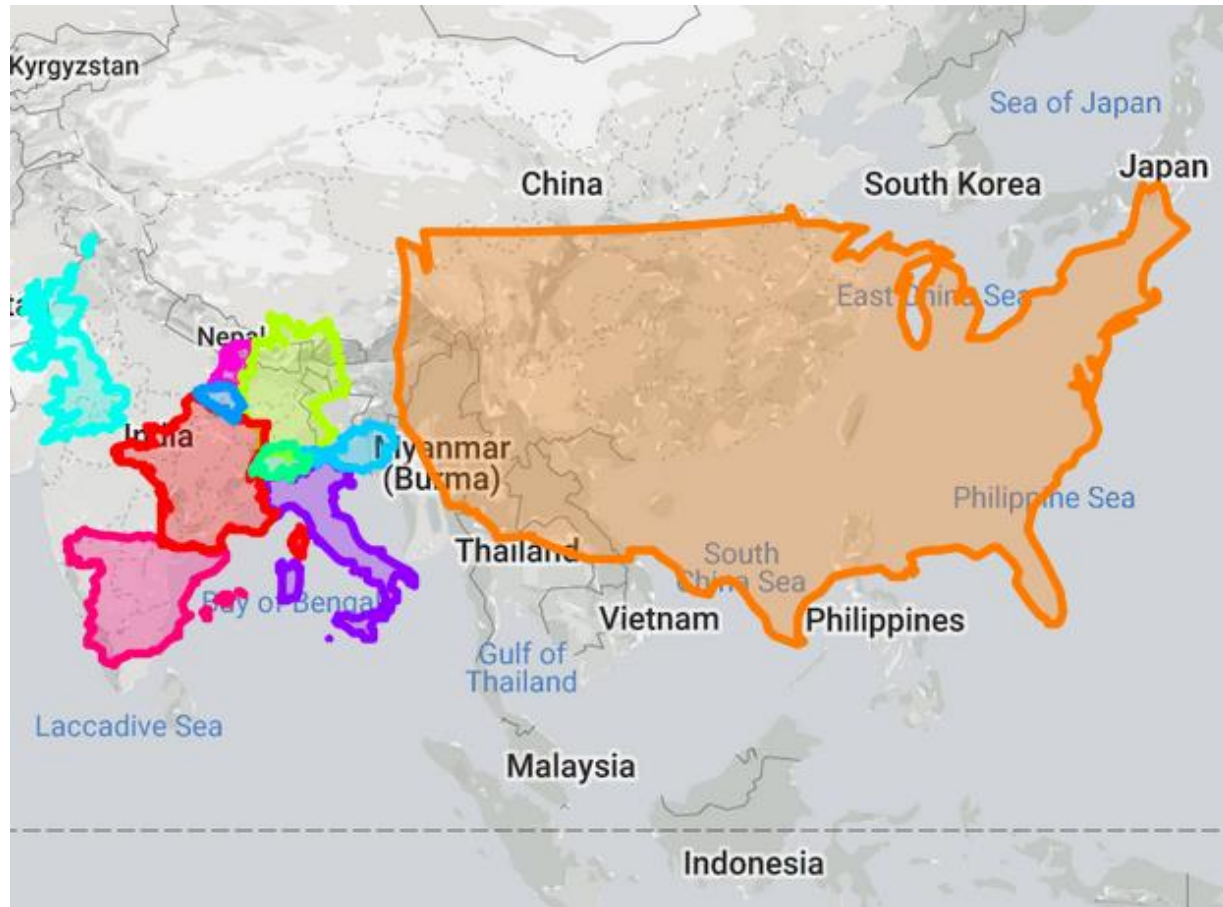 Kyrgyzstan
Sea of Japan
Japan
China
South Korea
East China Sea
Nepal
India
Myanmar
(Burma)
Philippine Sea
Thailand
South
China Sea
Bay of Bengal
Vietnam
Philippines
Gulf of
Thailand
Laccadive Sea
Malaysia
Indonesia